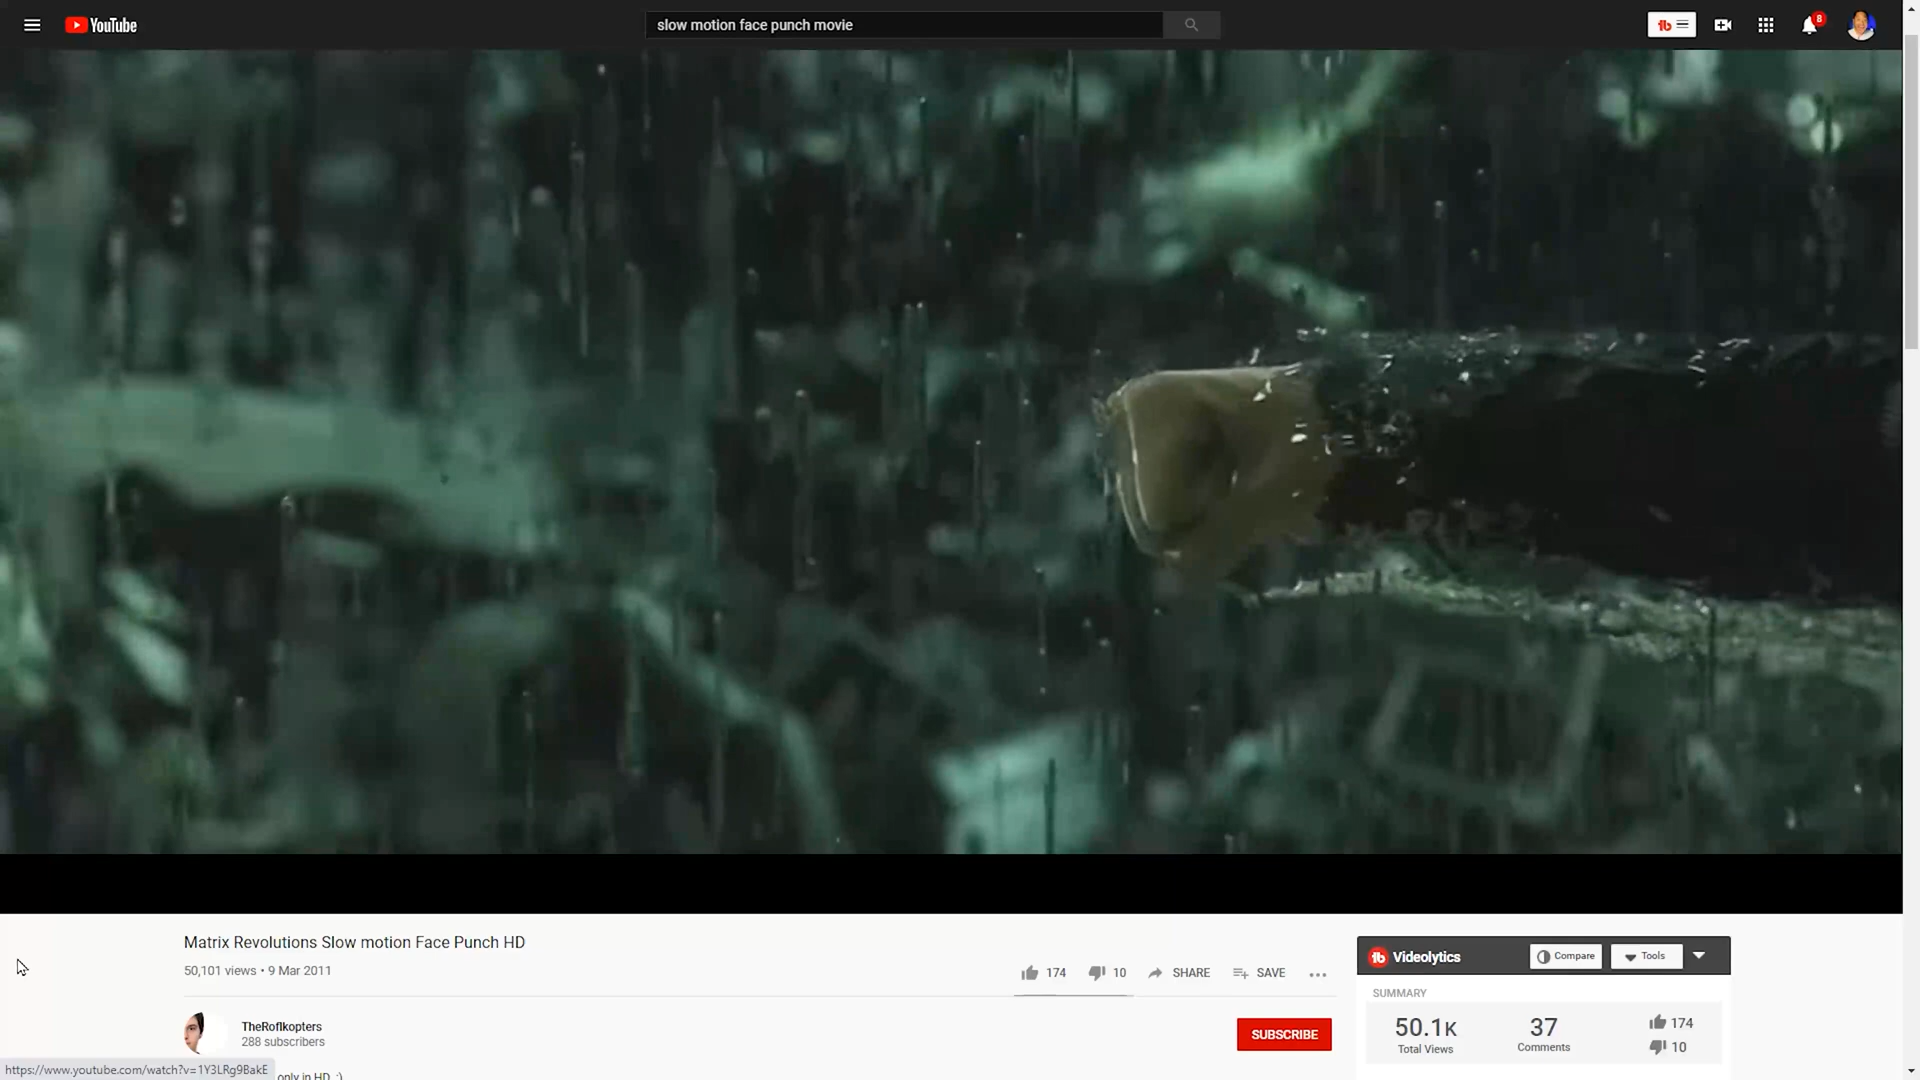 YouTube
slow motion face punch movie
8
Matrix Revolutions Slow motion Face Punch HD
50,101 views • 9 Mar 2011
174
10
SHARE
SAVE
TheRoflkopters
288 subscribers
SUBSCRIBE
only in HD :)
Videolytics
Compare
Tools
SUMMARY
50.1K
Total Views
37
Comments
174
10
https://www.youtube.com/watch?v=1Y3LRg9BakE